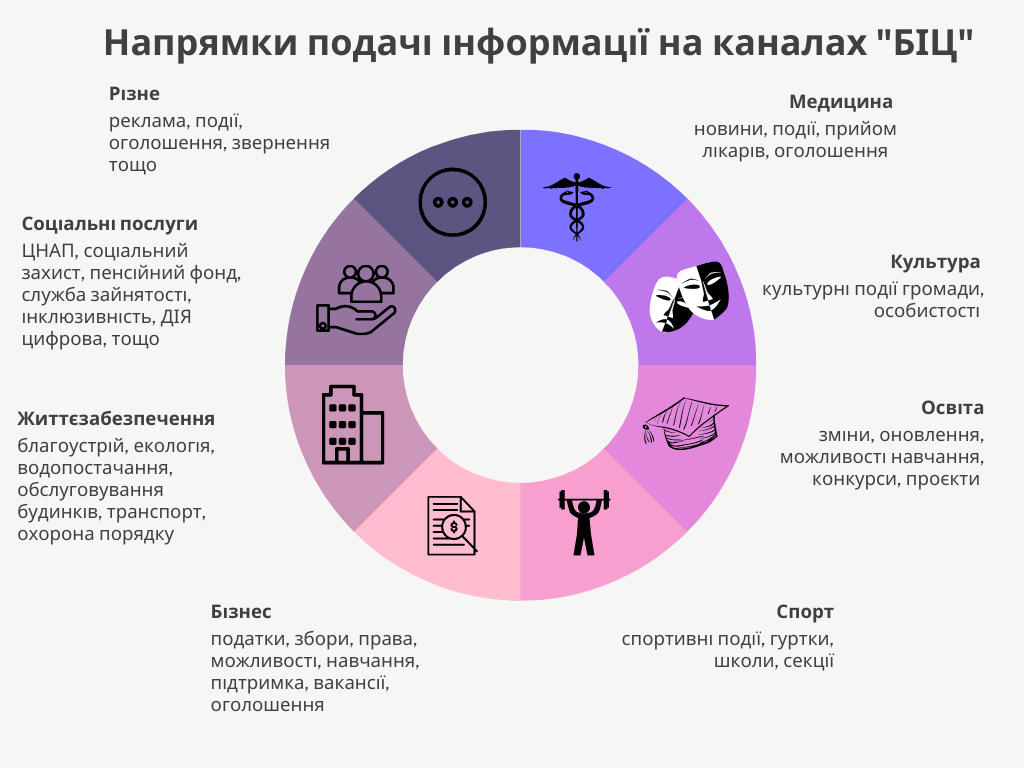 Напрямки подачі інформації на каналах "БІЦ"
Різне
реклама, події,
оголошення, звернення
тощо
Медицина
новини, події, прийом
лікарів, оголошення
Соціальні послуги
ЦНАП, соціальний
захист, пенсійний фонд,
служба зайнятості,
інклюзивність, ДІЯ
цифрова, тощо
Культура
культурні події громади,
особистості
Життєзабезпечення
благоустрій, екологія,
водопостачання,
обслуговування
будинків, транспорт,
охорона порядку
Освіта
зміни, оновлення,
можливості навчання,
конкурси, проєкти
Бізнес
податки, збори, права,
можливості, навчання,
підтримка, вакансії,
оголошення
Спорт
спортивні події, гуртки,
школи, секції